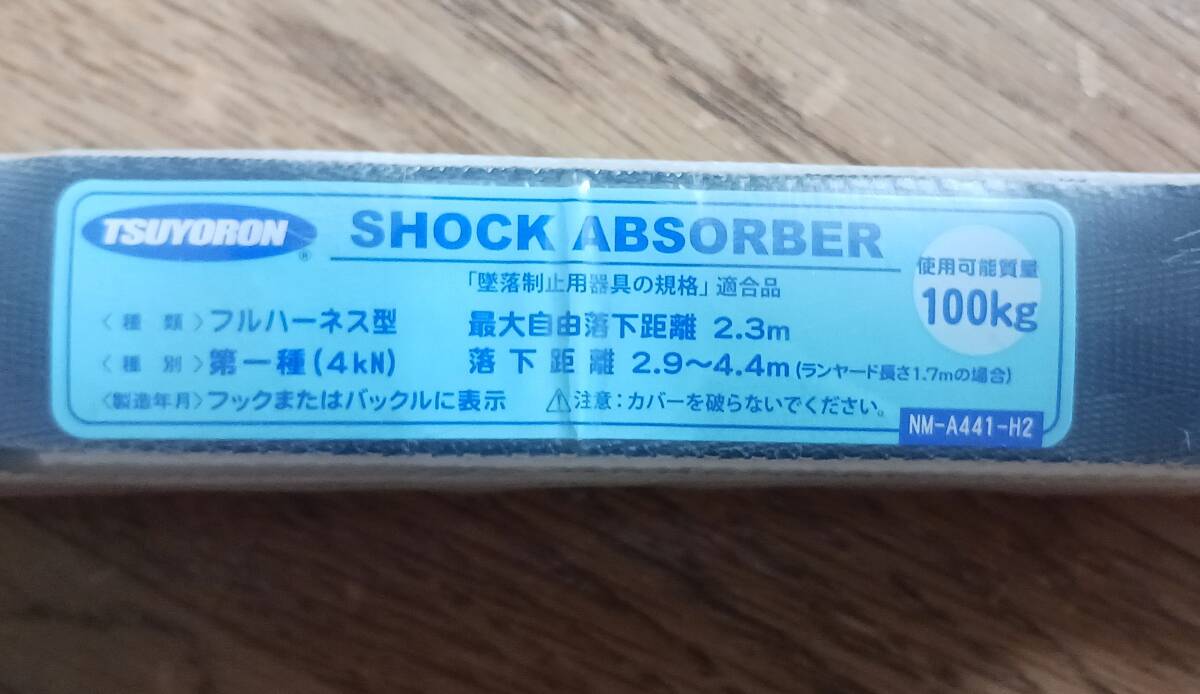 TSUYORON®
SHOCK ABSORBER
「墜落制止用器具の規格」適合品
使用可能質量
100kg
〈種類〉フルハーネス型 最大自由落下距離 2.3m
〈種別〉第一種(4kN) 落下距離 2.9〜4.4m(ランヤード長さ1.7mの場合)
〈製造年月〉フックまたはバックルに表示 ⚠注意:カバーを破らないでください。
NM-A441-H2